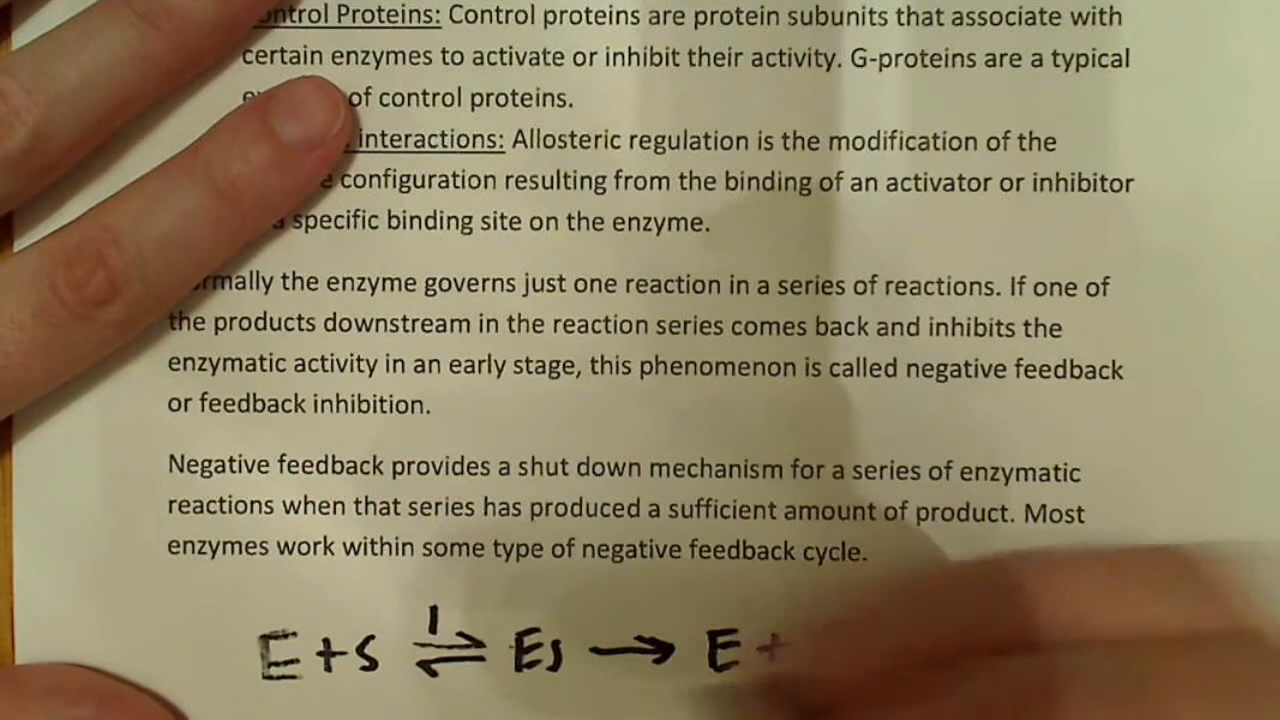 Control Proteins: Control proteins are protein subunits that associate with
certain enzymes to activate or inhibit their activity. G-proteins are a typical
of control proteins.
interactions: Allosteric regulation is the modification of the
configuration resulting from the binding of an activator or inhibitor
specific binding site on the enzyme.
the enzyme governs just one reaction in a series of reactions. If one of
the products downstream in the reaction series comes back and inhibits the
enzymatic activity in an early stage, this phenomenon is called negative feedback
or feedback inhibition.
Negative feedback provides a shut down mechanism for a series of enzymatic
reactions when that series has produced a sufficient amount of product. Most
enzymes work within some type of negative feedback cycle.
E+S 1 ⇌ ES → E +